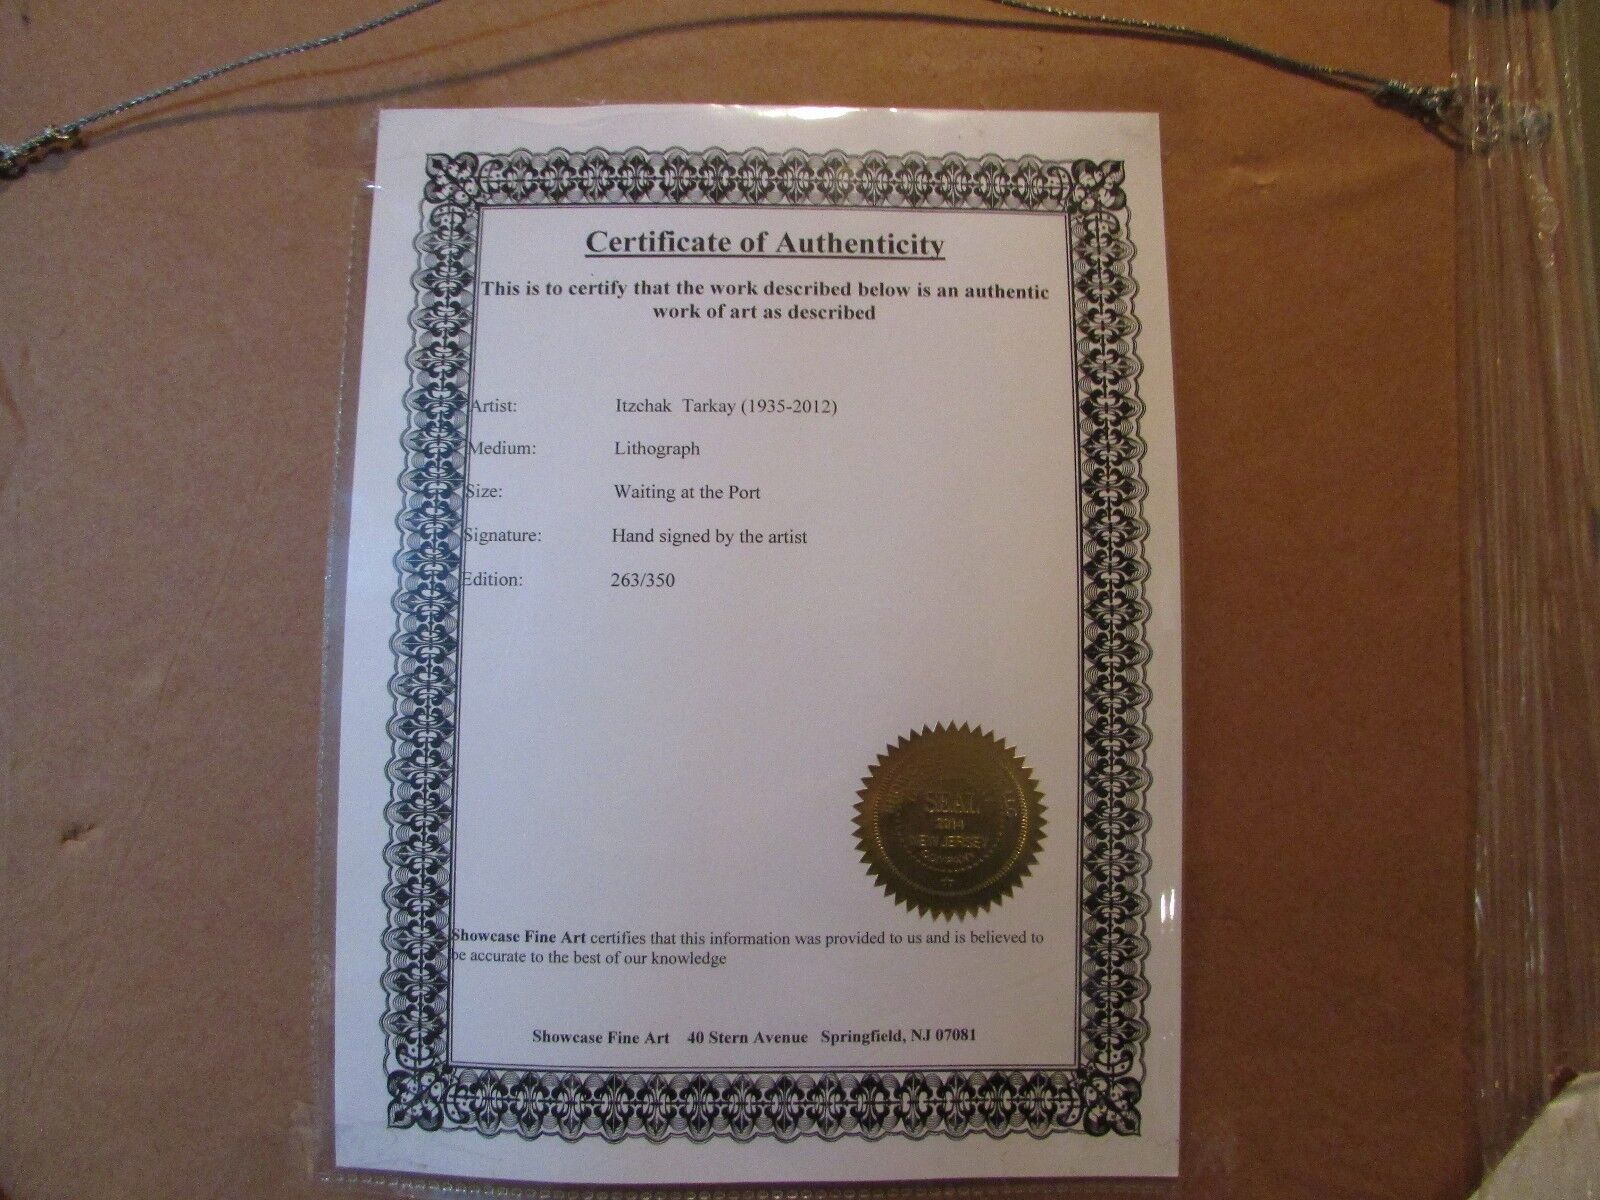 Certificate of Authenticity
This is to certify that the work described below is an authentic
work of art as described
Artist: Itzchak Tarkay (1935-2012)
Medium: Lithograph
Size: Waiting at the Port
Signature: Hand signed by the artist
Edition: 263/350
SEAL
2014
NEW JERSEY
Showcase Fine Art certifies that this information was provided to us and is believed to
be accurate to the best of our knowledge
Showcase Fine Art 40 Stern Avenue Springfield, NJ 07081